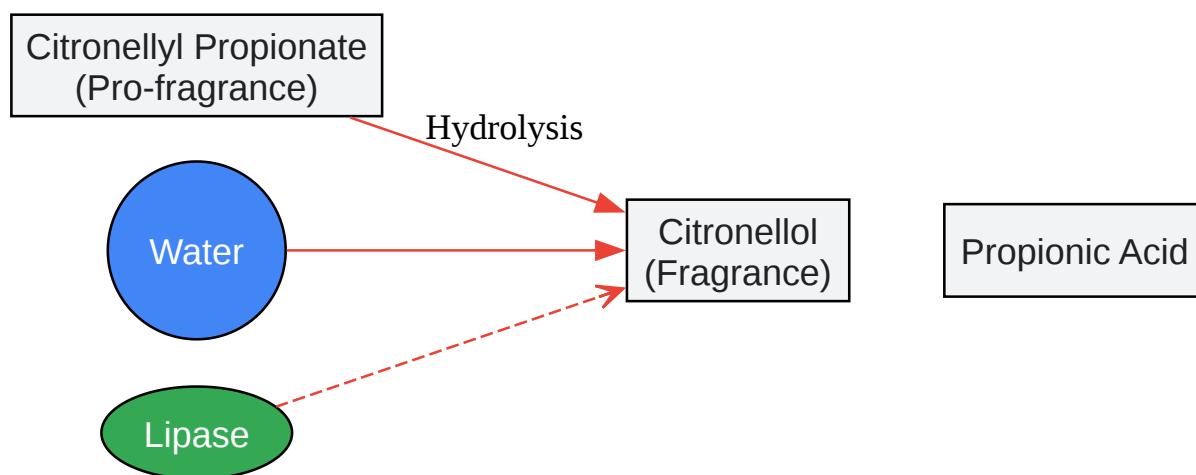 Citronellyl Propionate
(Pro-fragrance)
Hydrolysis
Water
Citronellol
(Fragrance)
Propionic Acid
Lipase